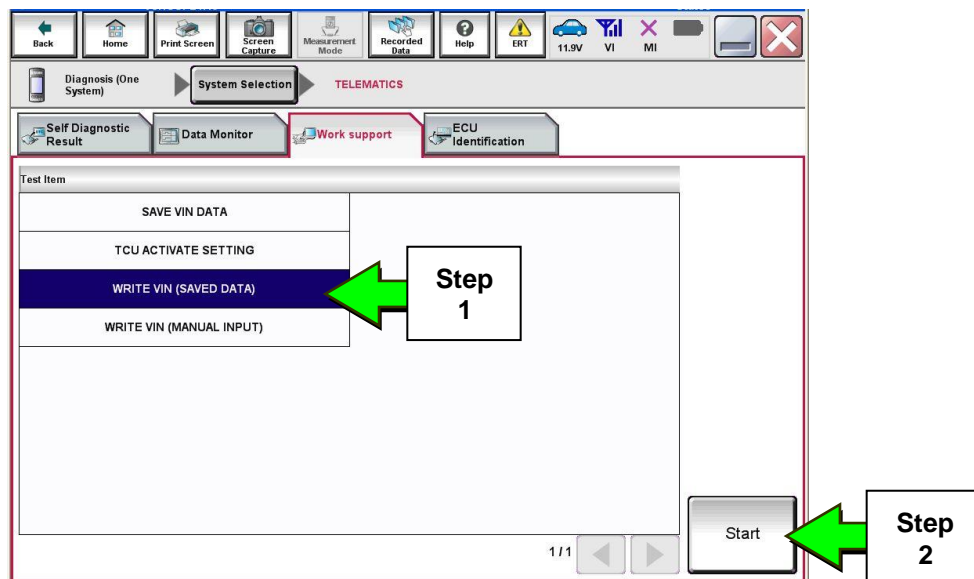 Back
Home
Print Screen
Screen
Capture
Measurement
Mode
Recorded
Data
Help
ERT
11.9V
VI
MI
Diagnosis (One
System)
System Selection
TELEMATICS
Self Diagnostic
Result
Data Monitor
Work support
ECU
Identification
Test Item
SAVE VIN DATA
TCU ACTIVATE SETTING
WRITE VIN (SAVED DATA)
WRITE VIN (MANUAL INPUT)
Step
1
Start
Step
2
1/1